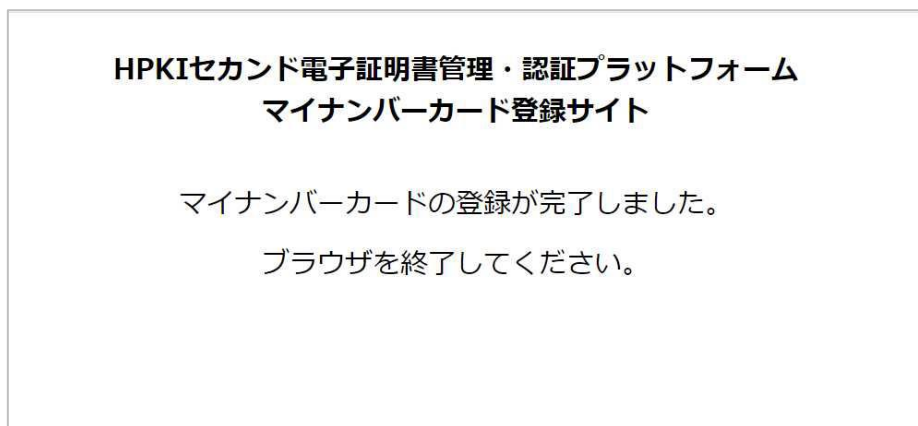 HPKIセカンド電子証明書管理・認証プラットフォーム
マイナンバーカード登録サイト
マイナンバーカードの登録が完了しました。
ブラウザを終了してください。